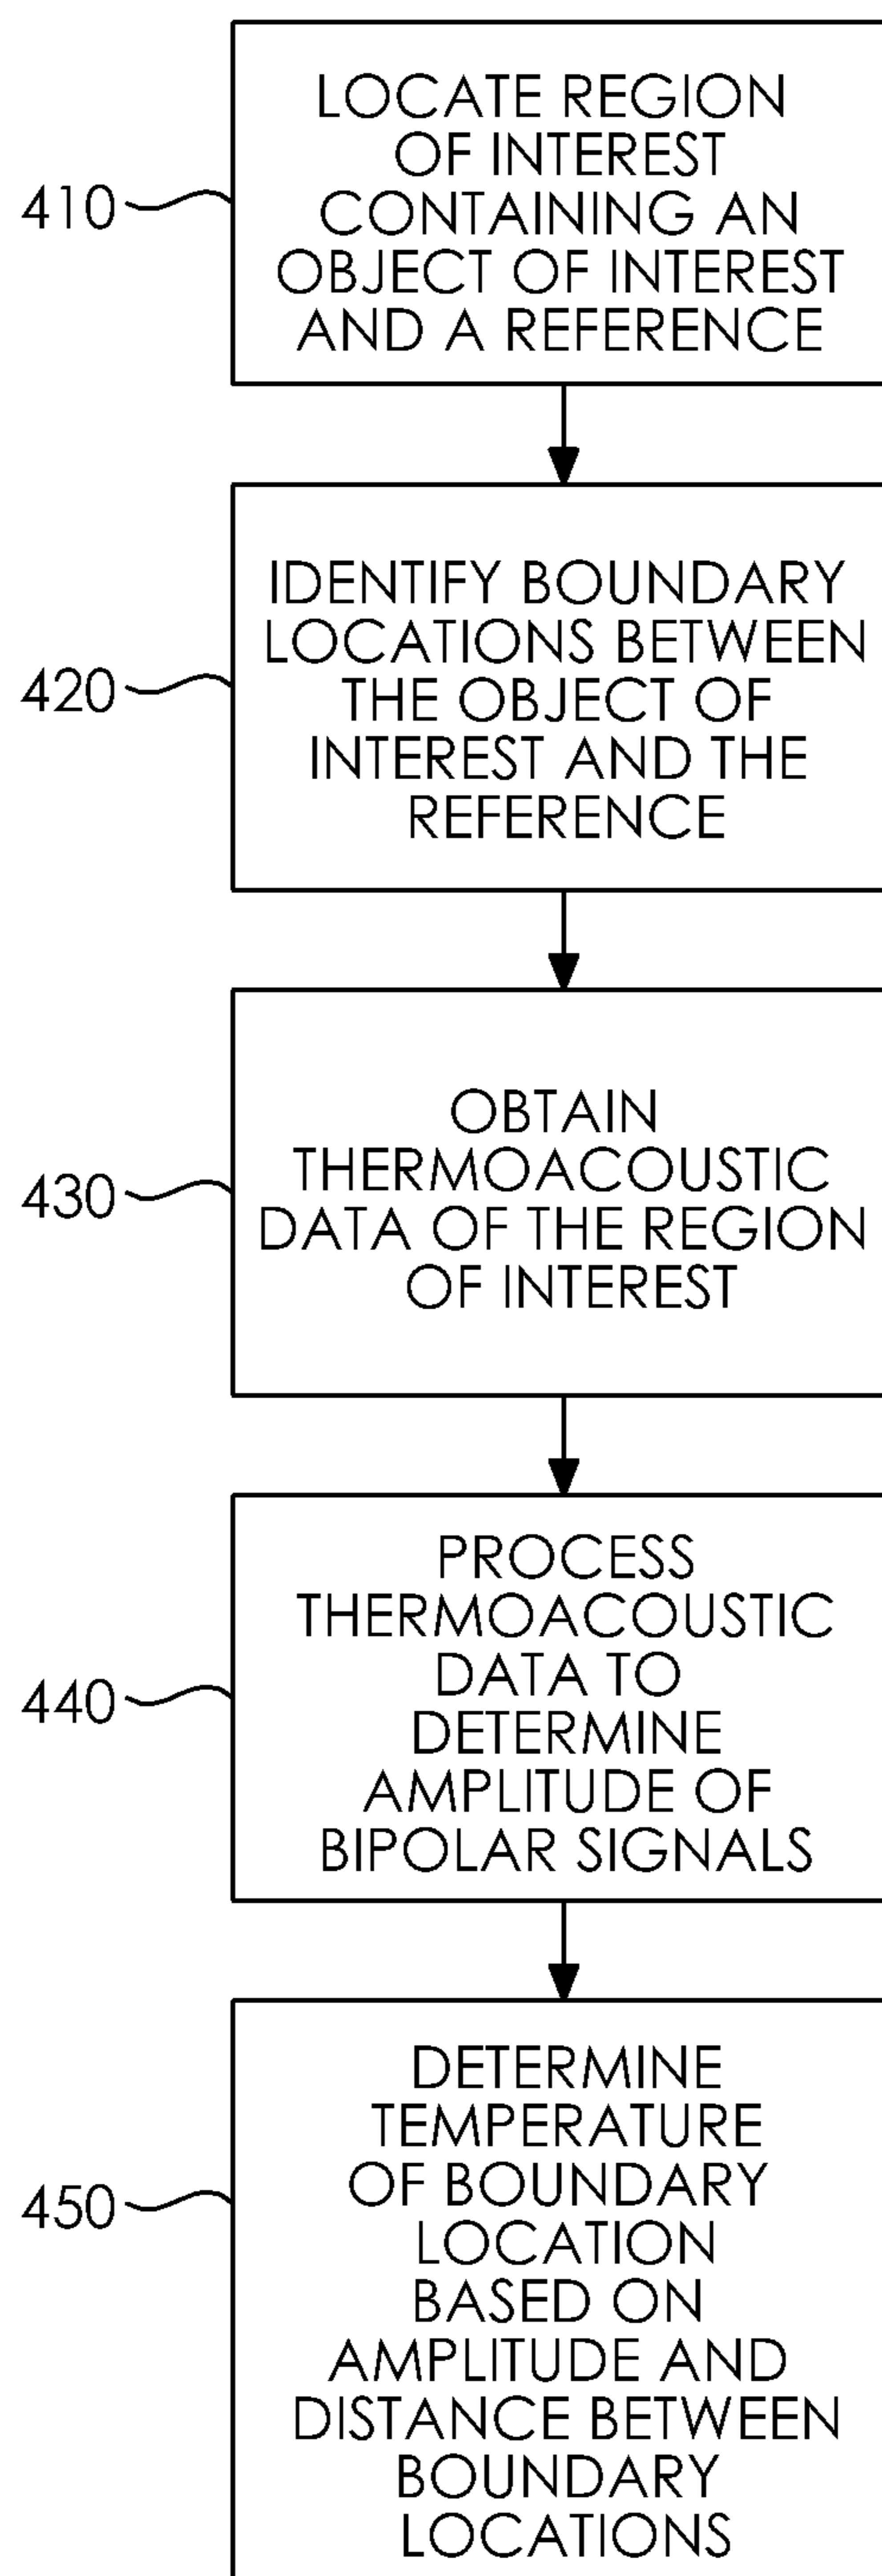 410
LOCATE REGION
OF INTEREST
CONTAINING AN
OBJECT OF INTEREST
AND A REFERENCE
420
IDENTIFY BOUNDARY
LOCATIONS BETWEEN
THE OBJECT OF
INTEREST AND THE
REFERENCE
430
OBTAIN
THERMOACOUSTIC
DATA OF THE REGION
OF INTEREST
440
PROCESS
THERMOACOUSTIC
DATA TO
DETERMINE
AMPLITUDE OF
BIPOLAR SIGNALS
450
DETERMINE
TEMPERATURE
OF BOUNDARY
LOCATION
BASED ON
AMPLITUDE AND
DISTANCE BETWEEN
BOUNDARY
LOCATIONS